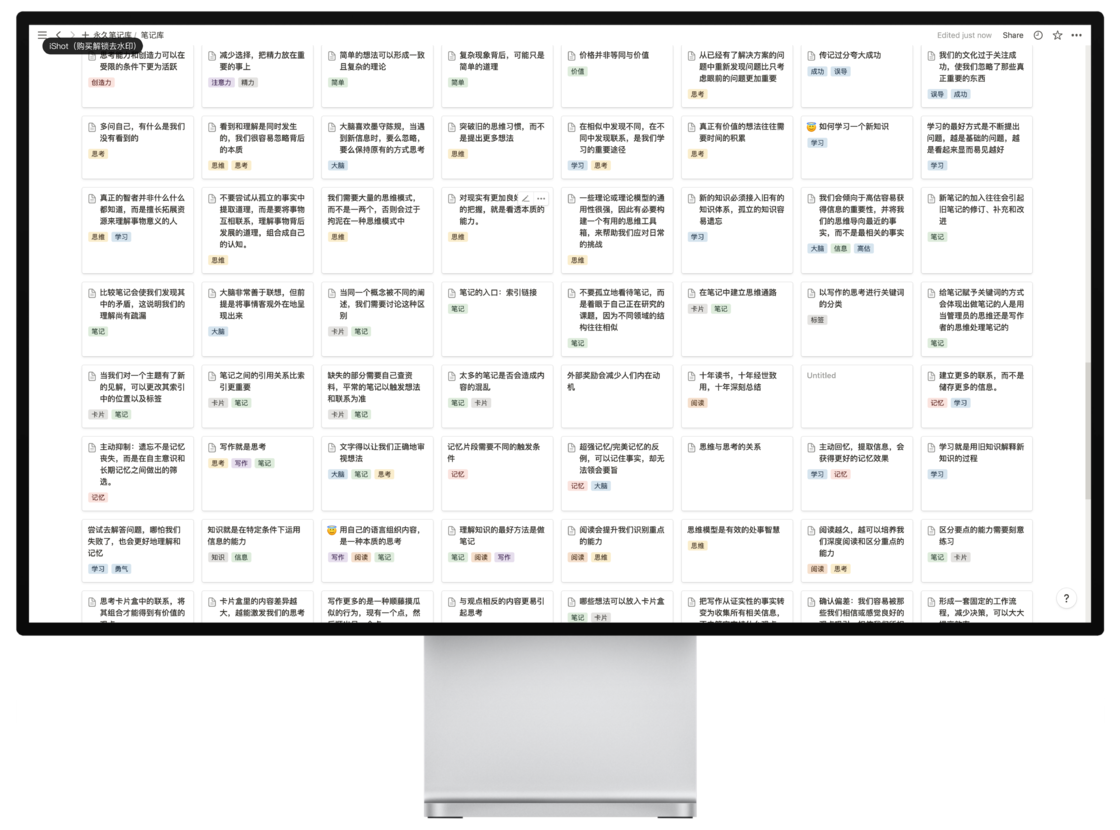 永久笔记库 / 笔记库
Edited just now
Share
iShot（购买解锁去水印）
思考能力和创造力可以在
受限的条件下更为活跃
创造力
减少选择，把精力放在重
要的事上
注意力 精力
简单的想法可以形成一致
且复杂的理论
简单
复杂现象背后，可能只是
简单的道理
简单
价格并非等同与价值
价值
从已经有了解决方案的问
题中重新发现问题比只考
虑眼前的问题更加重要
思考
传记过分夸大成功
成功 误导
我们的文化过于关注成
功，使我们忽略了那些真
正重要的东西
误导 成功
多问自己，有什么是我们
没有看到的
思考
看到和理解是同时发生
的，我们很容易忽略背后
的本质
思维 思考
大脑喜欢墨守陈规，当遇
到新信息时，要么忽略，
要么保持原有的方式思考
大脑
突破旧的思维习惯，而不
是提出更多想法
思维
在相似中发现不同，在不
同中发现联系，是我们学
习的重要途径
学习 思考
真正有价值的想法往往需
要时间的积累
思考
😇 如何学习一个新知识
学习
学习的最好方式是不断提出
问题，越是基础的问题，越
是看起来显而易见越好
学习
真正的智者并非什么什么
都知道，而是擅长拓展资
源来理解事物意义的人
思维 学习
不要尝试从孤立的事实中
提取道理，而是要将事物
互相联系，理解事物背后
发展的道理，组合成自己
的认知。
思维
我们需要大量的思维模式，
而不是一两个，否则会过于
拘泥在一种思维模式中
思维
对现实有更加良好
的把握，就是看透本质的
能力。
思维
一些理论或理论模型的通
用性很强，因此有必要构
建一个有用的思维工具
箱，来帮助我们应对日常
的挑战
思维
新的知识必须接入旧有的
知识体系，孤立的知识容
易遗忘
学习
我们会倾向于高估容易获
得信息的重要性，并将我
们的思维导向最近的事
实，而不是最相关的事实
大脑 信息 高估
新笔记的加入往往会引起
旧笔记的修订、补充和改
进
笔记
比较笔记会使我们发现其
中的矛盾，这说明我们的
理解尚有疏漏
笔记
大脑非常善于联想，但前
提是将事情客观外在地呈
现出来
大脑
当同一个概念被不同的阐
述，我们需要讨论这种区
别
卡片 笔记
笔记的入口：索引链接
笔记
不要孤立地看待笔记，而
是着眼于自己正在研究的
课题，因为不同领域的结
构往往相似
笔记
在笔记中建立思维通路
卡片 笔记
以写作的思考进行关键词
的分类
标签
给笔记赋予关键词的方式
会体现出做笔记的人是用
当管理员的思维还是写作
者的思维处理笔记的
笔记
当我们对一个主题有了新
的见解，可以更改其索引
中的位置以及标签
卡片 笔记
笔记之间的引用关系比索
引更重要
卡片 笔记
缺失的部分需要自己查资
料，平常的笔记以触发想法
和联系为准
卡片 笔记
太多的笔记是否会造成内
容的混乱
笔记 卡片
外部奖励会减少人们内在动
机
十年读书，十年经世致
用，十年深刻总结
阅读
Untitled
建立更多的联系，而不是
储存更多的信息。
记忆 学习
主动抑制：遗忘不是记忆
丧失，而是在自主意识和
长期记忆之间做出的筛
选。
记忆
写作就是思考
思考 写作 笔记
文字得以让我们正确地审
视想法
大脑 笔记 思考
记忆片段需要不同的触发条
件
记忆
超强记忆/完美记忆的反
例，可以记住事实，却无
法领会要旨
记忆 大脑
思维与思考的关系
主动回忆，提取信息，会
获得更好的记忆效果
学习 记忆
学习就是用旧知识解释新
知识的过程
学习
尝试去解答问题，哪怕我们
失败了，也会更好地理解和
记忆
学习 勇气
知识就是在特定条件下运用
信息的能力
知识 信息
😇 用自己的语言组织内容，
是一种本质的思考
写作 阅读 笔记
理解知识的最好方法是做
笔记
笔记 阅读 写作
阅读会提升我们识别重点
的能力
阅读 思维
思维模型是有效的处事智慧
思维
阅读越久，越可以培养我
们深度阅读和区分重点的
能力
阅读 思考
区分要点的能力需要刻意
练习
笔记 卡片
思考卡片盒中的联系，将
其组合才能得到有价值的
卡片盒里的内容差异越
大，越能激发我们的思考
写作更多的是一种顺藤摸瓜
似的行为，现有一个点，然
与观点相反的内容更易引
起思考
哪些想法可以放入卡片盒
笔记 卡片
把写作从证实性的事实转
变为收集所有相关信息，
确认偏差：我们容易被那
些我们相信或感觉良好的
形成一套固定的工作流
程，减少决策，可以大大
?